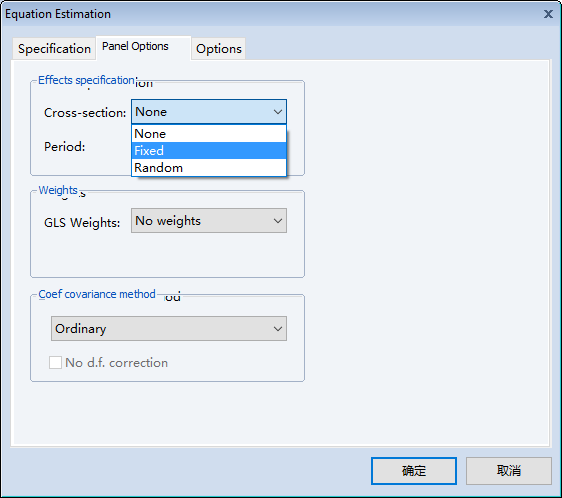 Equation Estimation
Specification
Panel Options
Options
Effects specification
Cross-section:
None
None
Fixed
Random
Period:
Weights
GLS Weights:
No weights
Coef covariance method
Ordinary
No d.f. correction
确定
取消